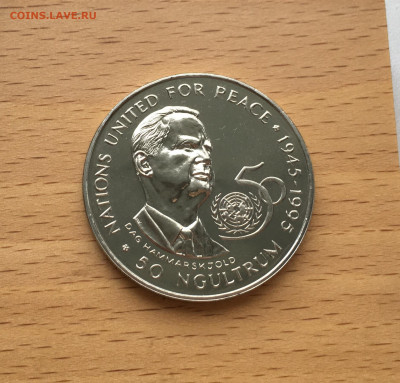 COINS.LAVE.RU
NATIONS UNITED FOR PEACE * 1945-1995
50
DAG HAMMARSKJOLD
* 50 NGULTRUM